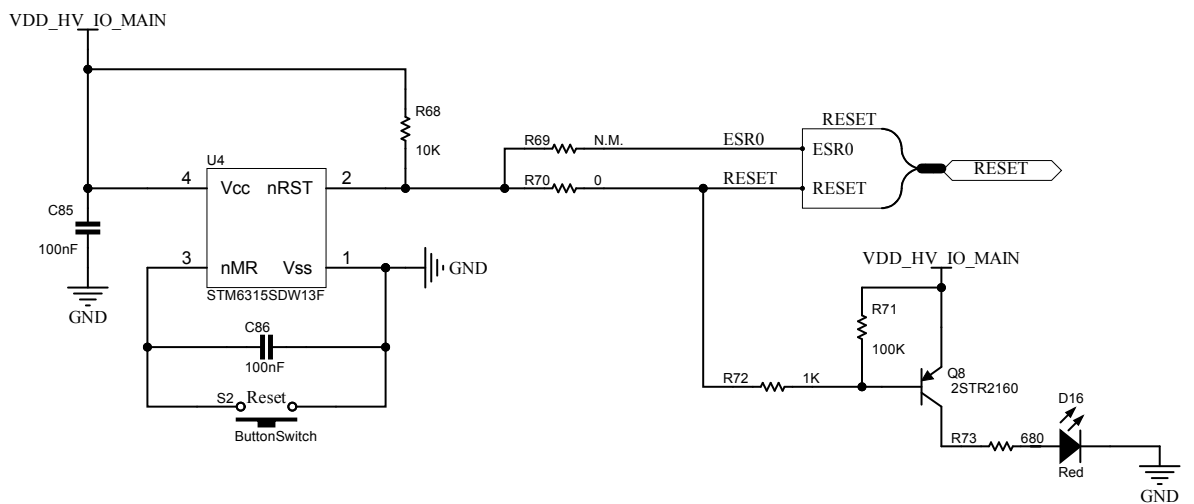 VDD_HV_IO_MAIN
R68
10K
RESET
R69 N.M. ESR0
ESR0
U4
4 Vcc nRST 2
R70 0 RESET
RESET
RESET
C85
100nF
3 nMR Vss 1
GND
STM6315SDW13F
GND
VDD_HV_IO_MAIN
R71
100K
C86
100nF
R72 1K
Q8
2STR2160
S2 Reset
ButtonSwitch
D16
R73 680
Red
GND